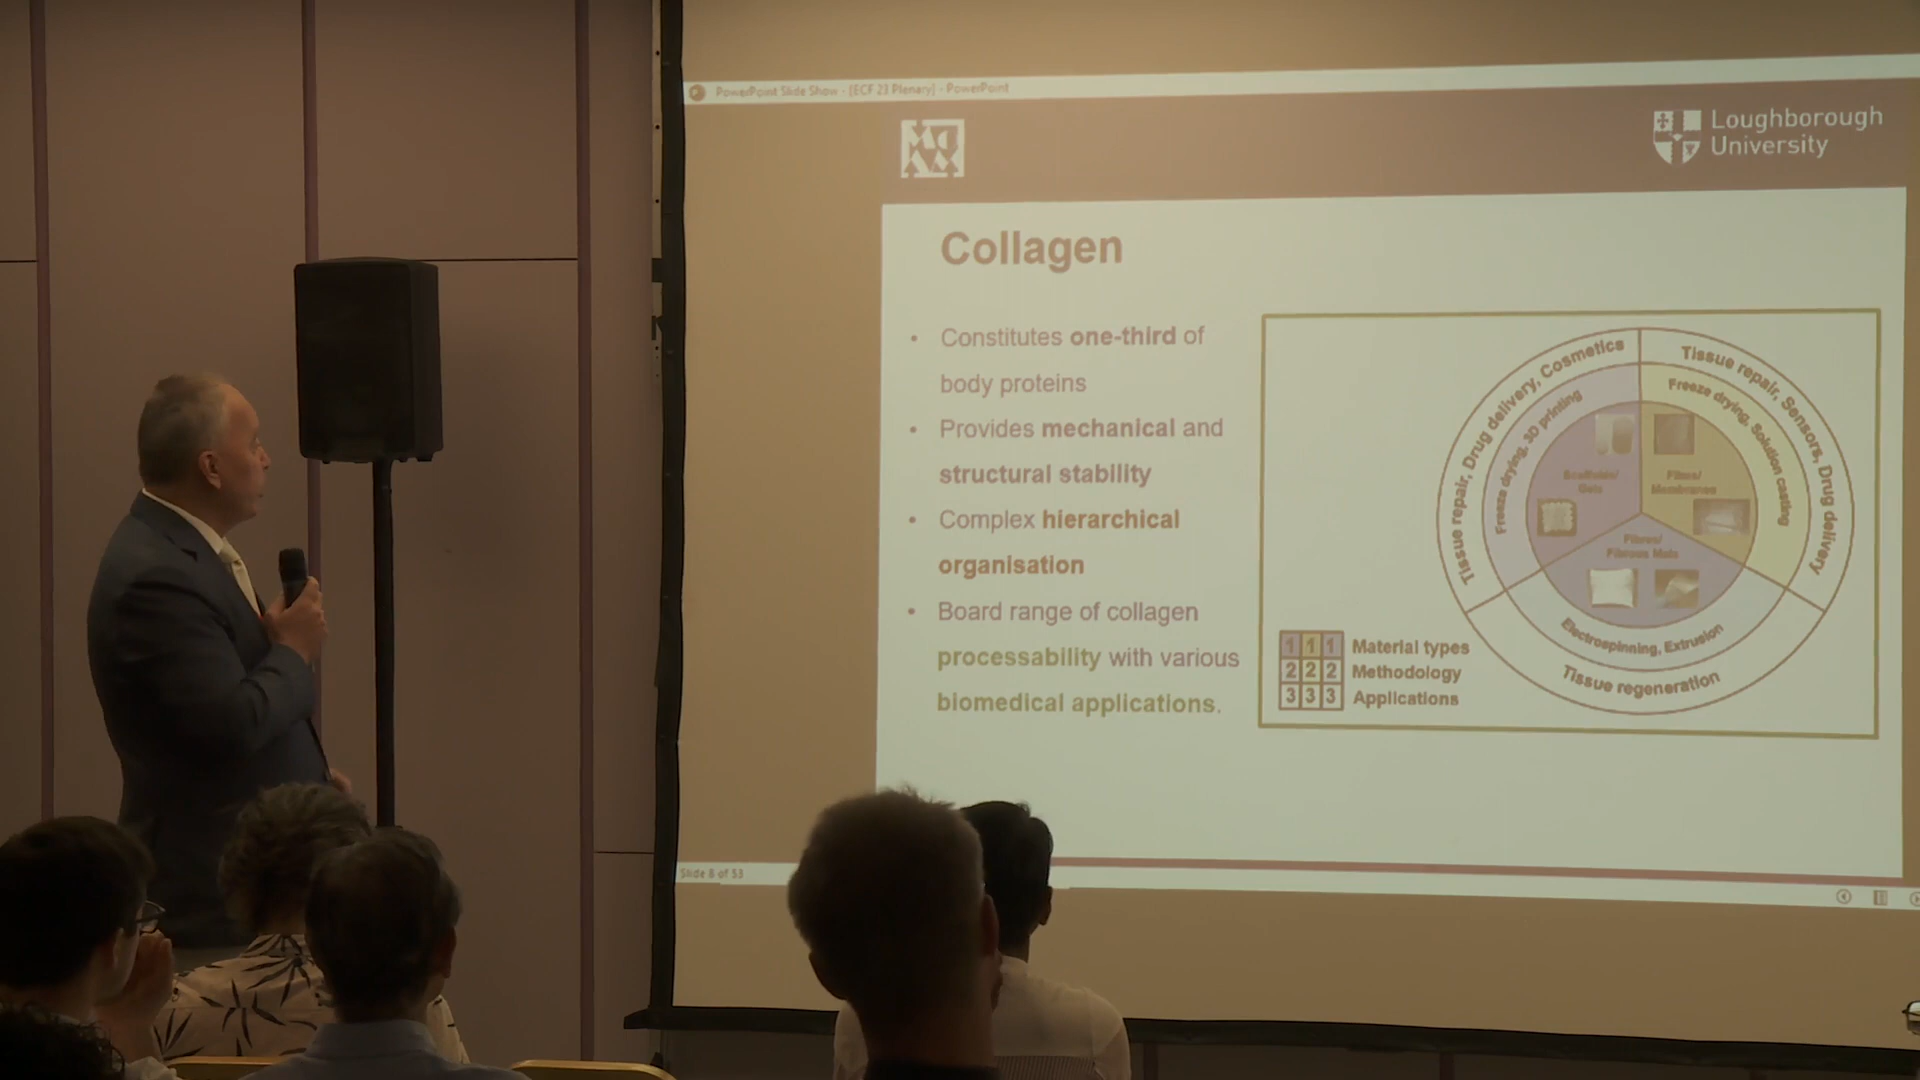 PowerPoint Slide Show - [ECF 23 Plenary] - PowerPoint
Loughborough
University
Collagen
• Constitutes one-third of
body proteins
• Provides mechanical and
structural stability
• Complex hierarchical
organisation
• Board range of collagen
processability with various
biomedical applications.
Tissue repair, Drug delivery, Cosmetics
Tissue repair, Sensors, Drug delivery
Freeze drying, 3D printing
Freeze drying, Solution casting
Scaffolds/
Gels
Films/
Membranes
Fibres/
Fibrous Mats
Electrospinning, Extrusion
Tissue regeneration
1 1 1 Material types
2 2 2 Methodology
3 3 3 Applications
Slide 8 of 53